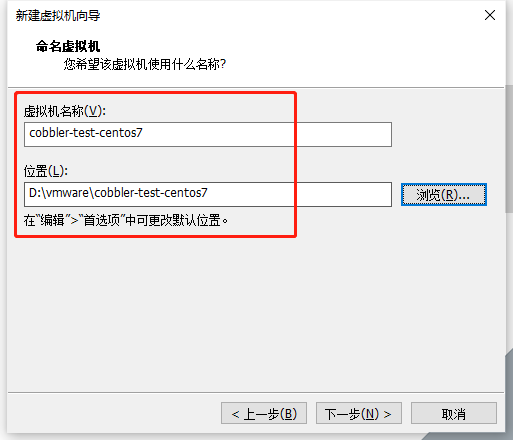 新建虚拟机向导
命名虚拟机
您希望该虚拟机使用什么名称?
虚拟机名称(V):
cobbler-test-centos7
位置(L):
D:\vmware\cobbler-test-centos7
浏览(R)...
在"编辑">"首选项"中可更改默认位置。
< 上一步(B)
下一步(N) >
取消